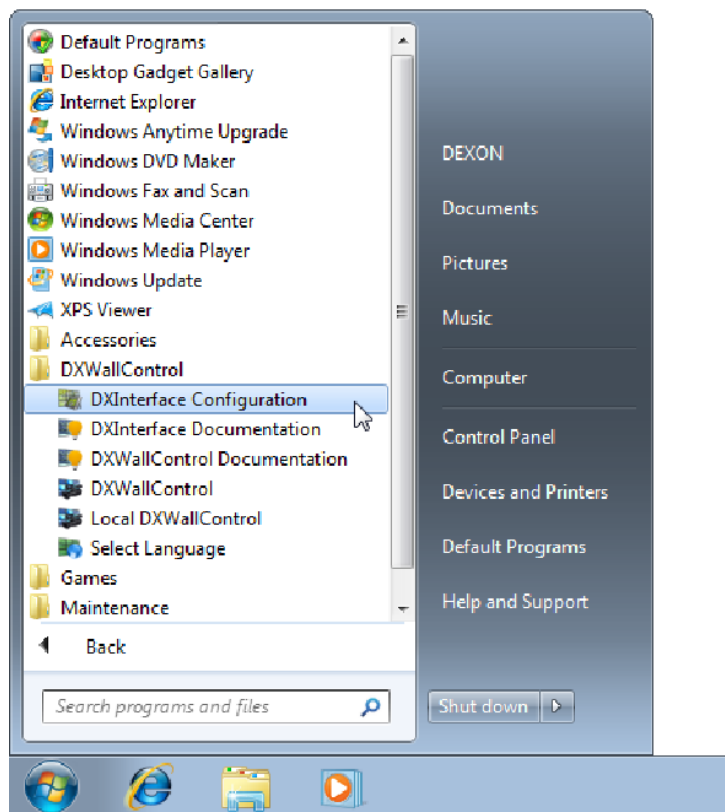 Default Programs
Desktop Gadget Gallery
Internet Explorer
Windows Anytime Upgrade
Windows DVD Maker
Windows Fax and Scan
Windows Media Center
Windows Media Player
Windows Update
XPS Viewer
Accessories
DXWallControl
DXInterface Configuration
DXInterface Documentation
DXWallControl Documentation
DXWallControl
Local DXWallControl
Select Language
Games
Maintenance
Back
Search programs and files
DEXON
Documents
Pictures
Music
Computer
Control Panel
Devices and Printers
Default Programs
Help and Support
Shut down